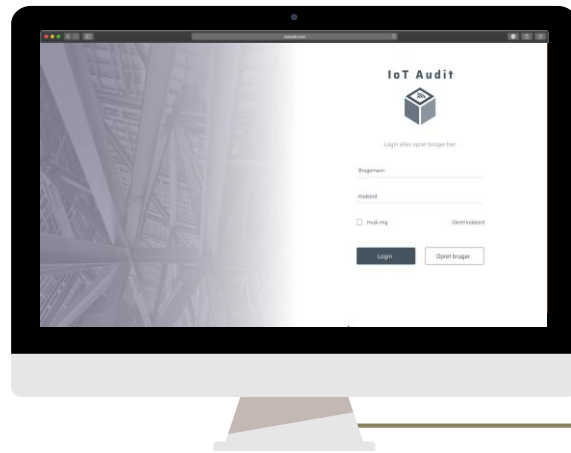 IoT Audit
Login eller opret bruger her.
Brugernavn
Kodeord
Husk mig
Glemt kodeord
Login
Opret bruger